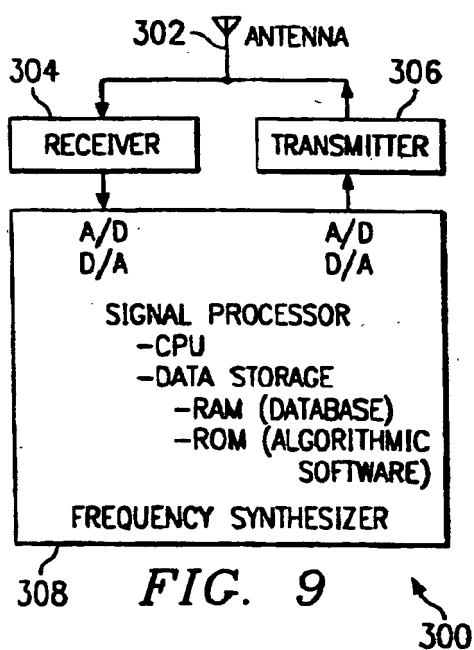 302 ANTENNA
304 306
RECEIVER TRANSMITTER
A/D A/D
D/A D/A
SIGNAL PROCESSOR
-CPU
-DATA STORAGE
-RAM (DATABASE)
-ROM (ALGORITHMIC
SOFTWARE)
FREQUENCY SYNTHESIZER
308 FIG. 9
300